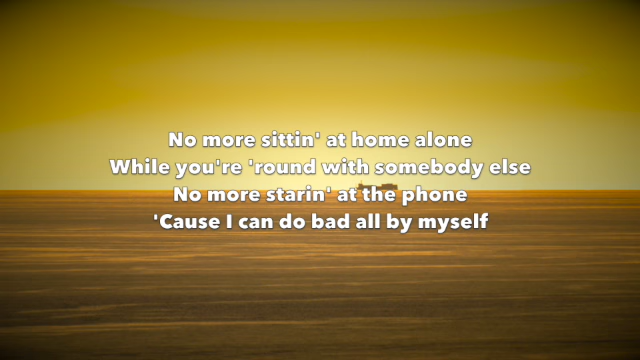 No more sittin' at home alone
While you're 'round with somebody else
No more starin' at the phone
'Cause I can do bad all by myself